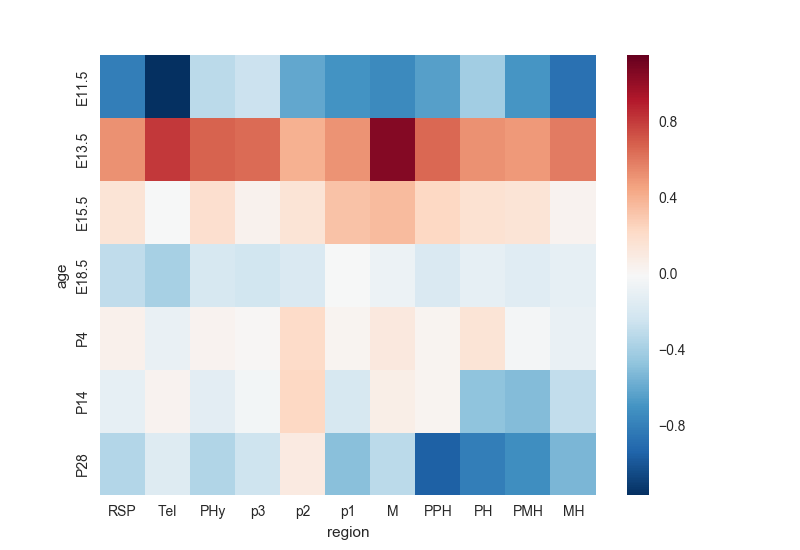 age
E11.5
E13.5
E15.5
E18.5
P4
P14
P28
RSP Tel PHy p3 p2 p1 M PPH PH PMH MH
region
0.8
0.4
0.0
−0.4
−0.8